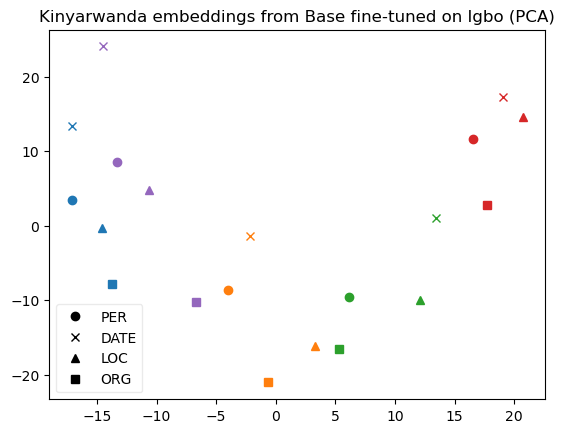 Kinyarwanda embeddings from Base fine-tuned on Igbo (PCA)
20
10
0
−10
−20
PER
DATE
LOC
ORG
−15 −10 −5 0 5 10 15 20